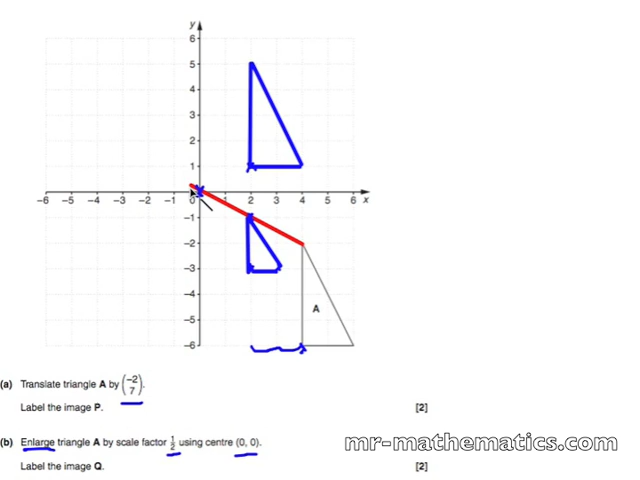 y
6
5
4
3
2
1
−6 −5 −4 −3 −2 −1 0 1 2 3 4 5 6 x
−1
−2
−3
−4
−5
−6
A
(a) Translate triangle A by (−2 7).
Label the image P. [2]
(b) Enlarge triangle A by scale factor 1/2 using centre (0, 0).
Label the image Q. [2]
mr-mathematics.com